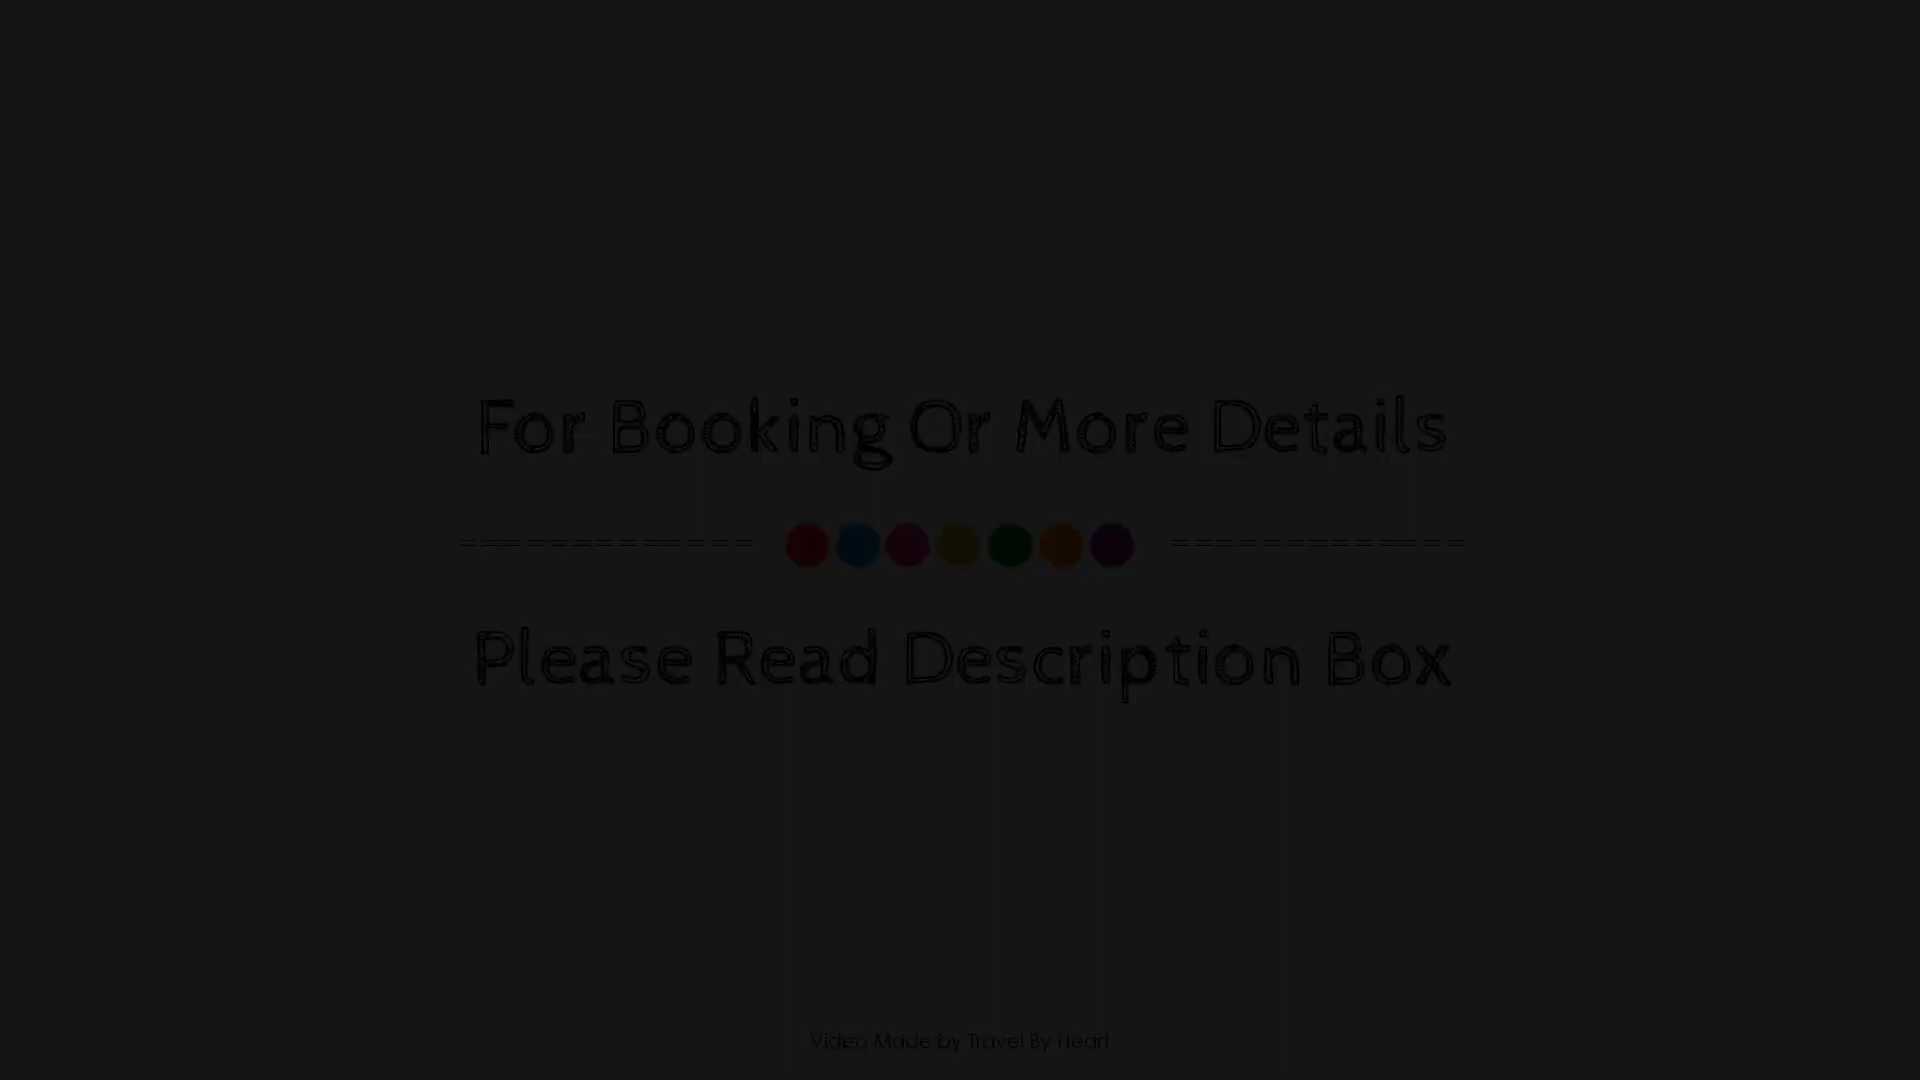 For Booking Or More Details
============= =============
Please Read Description Box
Video Made by Travel By Heart